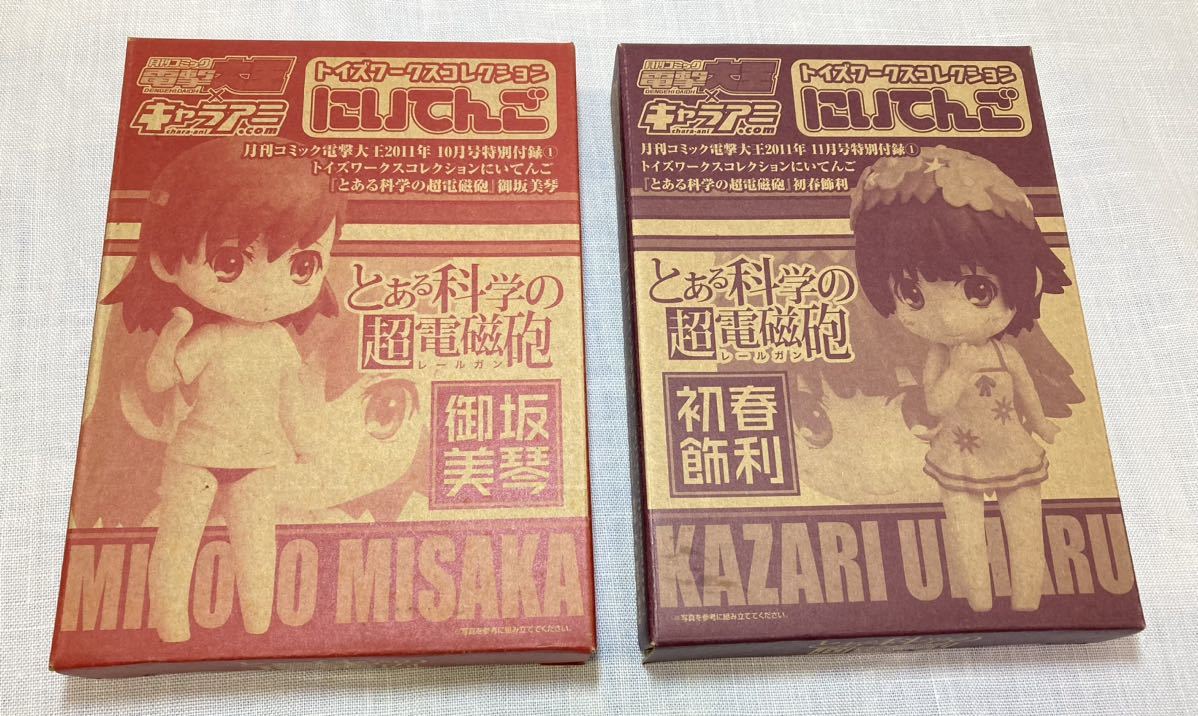 月刊コミック
電撃大王
DENGEKI DAIOH
×
キャラアニ
chara-ani.com
トイズワークスコレクション
にいてんご
月刊コミック電撃大王2011年 10月号特別付録①
トイズワークスコレクションにいてんご
『とある科学の超電磁砲』御坂美琴
とある科学の
超電磁砲
レールガン
御坂
美琴
MIKOTO MISAKA
※写真を参考に組み立ててください。
月刊コミック
電撃大王
DENGEKI DAIOH
×
キャラアニ
chara-ani.com
トイズワークスコレクション
にいてんご
月刊コミック電撃大王2011年 11月号特別付録①
トイズワークスコレクションにいてんご
『とある科学の超電磁砲』初春飾利
とある科学の
超電磁砲
レールガン
初春
飾利
KAZARI UIHARU
※写真を参考に組み立ててください。